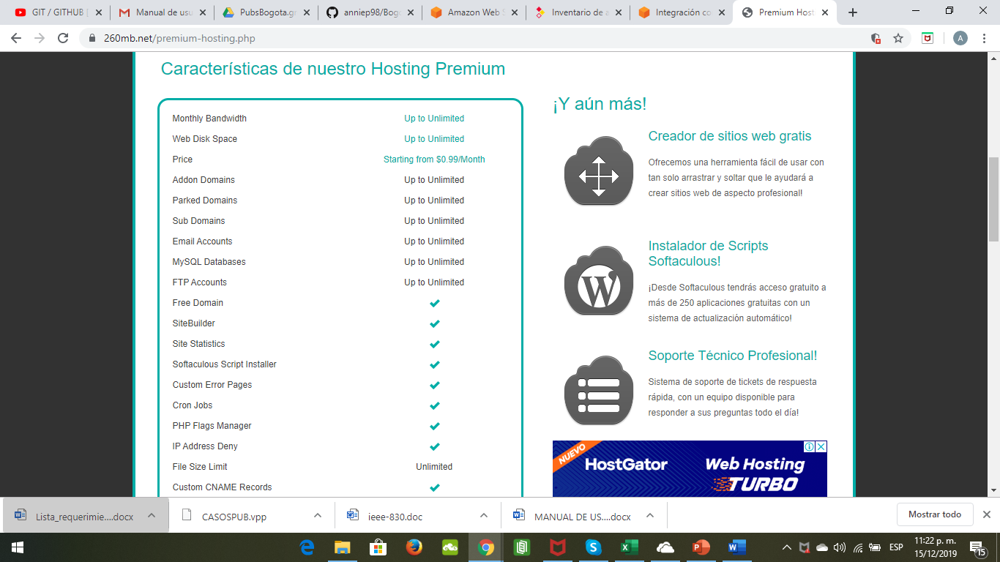 GIT / GITHUB [
Manual de usu
PubsBogota.gr
anniep98/Bog
Amazon Web S
Inventario de a
Integración co
Premium Host
260mb.net/premium-hosting.php
A
Características de nuestro Hosting Premium
Monthly Bandwidth Up to Unlimited
Web Disk Space Up to Unlimited
Price Starting from $0.99/Month
Addon Domains Up to Unlimited
Parked Domains Up to Unlimited
Sub Domains Up to Unlimited
Email Accounts Up to Unlimited
MySQL Databases Up to Unlimited
FTP Accounts Up to Unlimited
Free Domain
SiteBuilder
Site Statistics
Softaculous Script Installer
Custom Error Pages
Cron Jobs
PHP Flags Manager
IP Address Deny
File Size Limit Unlimited
Custom CNAME Records
¡Y aún más!
Creador de sitios web gratis
Ofrecemos una herramienta fácil de usar con
tan solo arrastrar y soltar que le ayudará a
crear sitios web de aspecto profesional!
Instalador de Scripts
Softaculous!
¡Desde Softaculous tendrás acceso gratuito a
más de 250 aplicaciones gratuitas con un
sistema de actualización automático!
Soporte Técnico Profesional!
Sistema de soporte de tickets de respuesta
rápida, con un equipo disponible para
responder a sus preguntas todo el día!
NUEVO
HostGator
Web Hosting
TURBO
Lista_requerimie....docx
CASOSPUB.vpp
ieee-830.doc
MANUAL DE US....docx
Mostrar todo
ESP
11:22 p. m.
15/12/2019
15